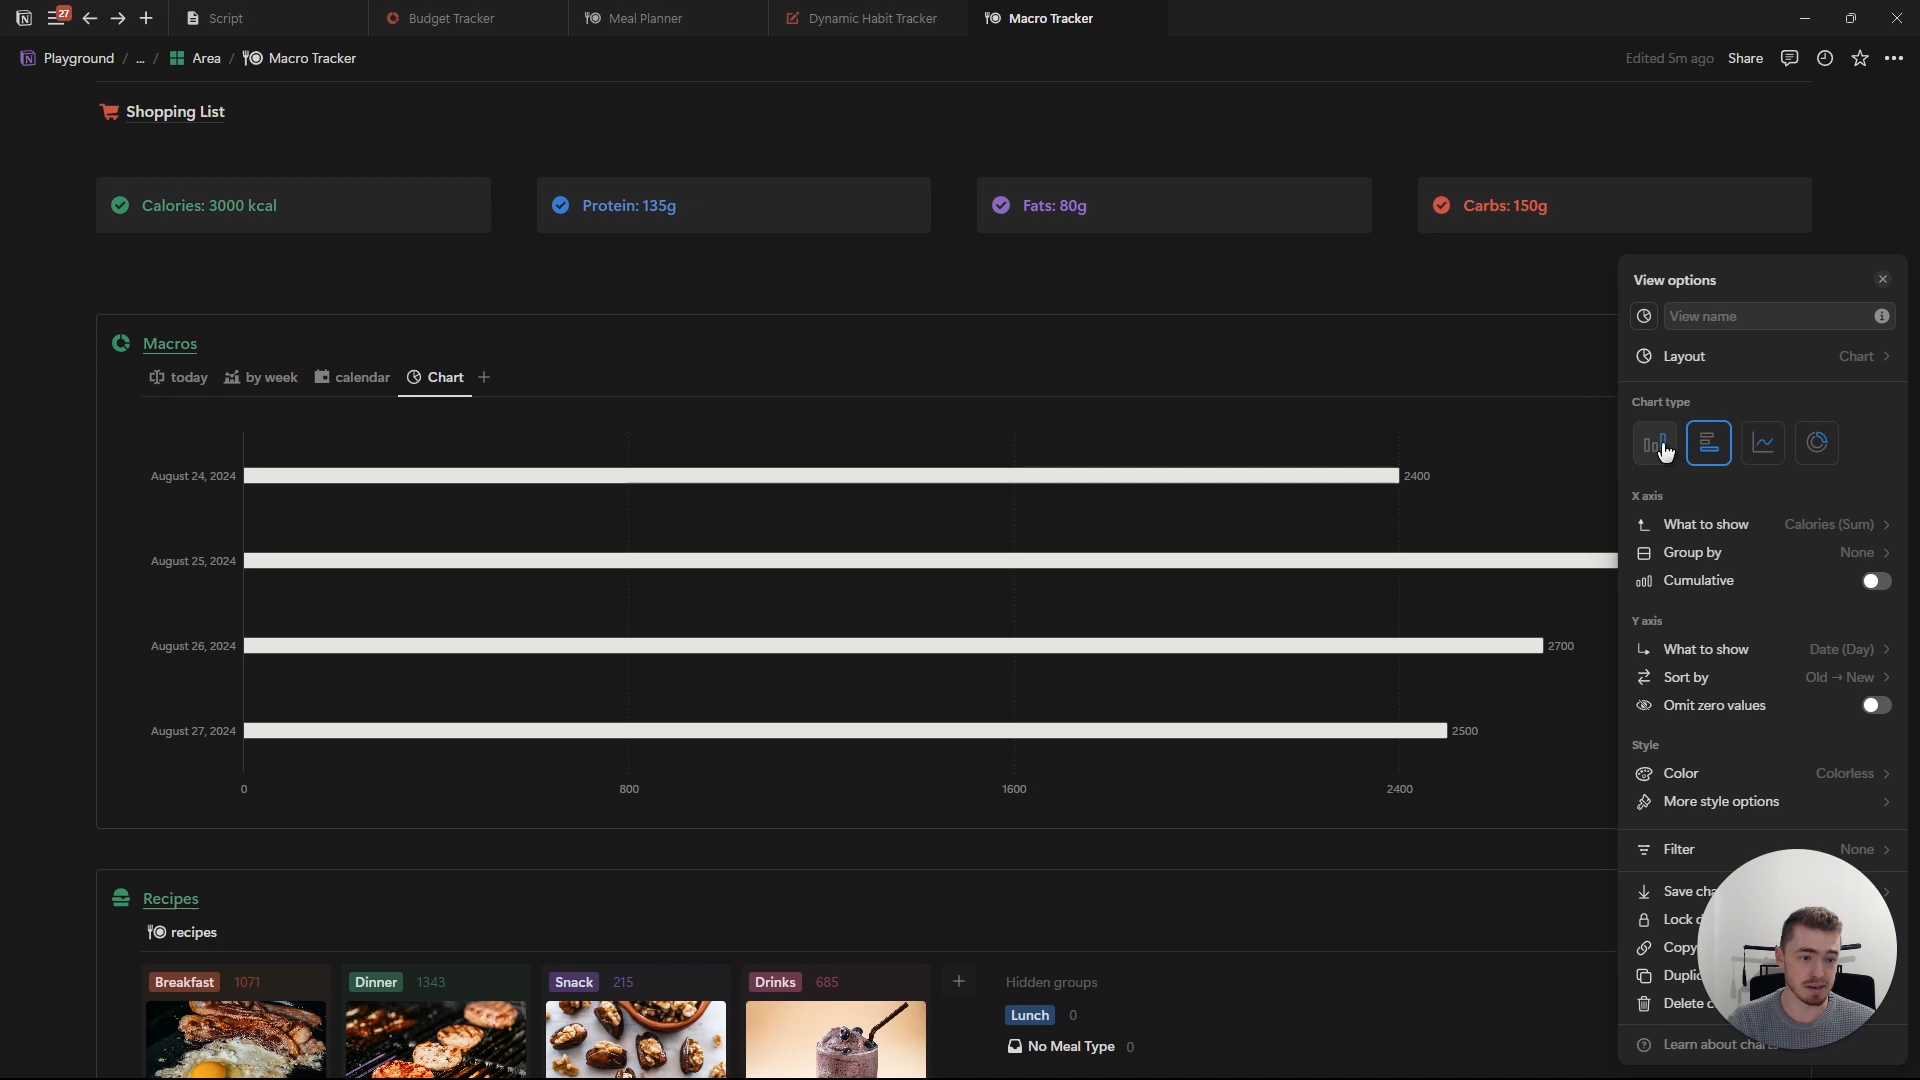 27
Script
Budget Tracker
Meal Planner
Dynamic Habit Tracker
Macro Tracker
Playground / ... / Area / Macro Tracker
Edited 5m ago
Share
Shopping List
Calories: 3000 kcal
Protein: 135g
Fats: 80g
Carbs: 150g
Macros
today
by week
calendar
Chart
August 24, 2024
2400
August 25, 2024
August 26, 2024
2700
August 27, 2024
2500
0
800
1600
2400
Recipes
recipes
Breakfast 1071
Dinner 1343
Snack 215
Drinks 685
Hidden groups
Lunch 0
No Meal Type 0
View options
View name
Layout Chart
Chart type
X axis
What to show Calories (Sum)
Group by None
Cumulative
Y axis
What to show Date (Day)
Sort by Old → New
Omit zero values
Style
Color Colorless
More style options
Filter None
Save cha
Lock
Copy
Duplic
Delete c
Learn about char